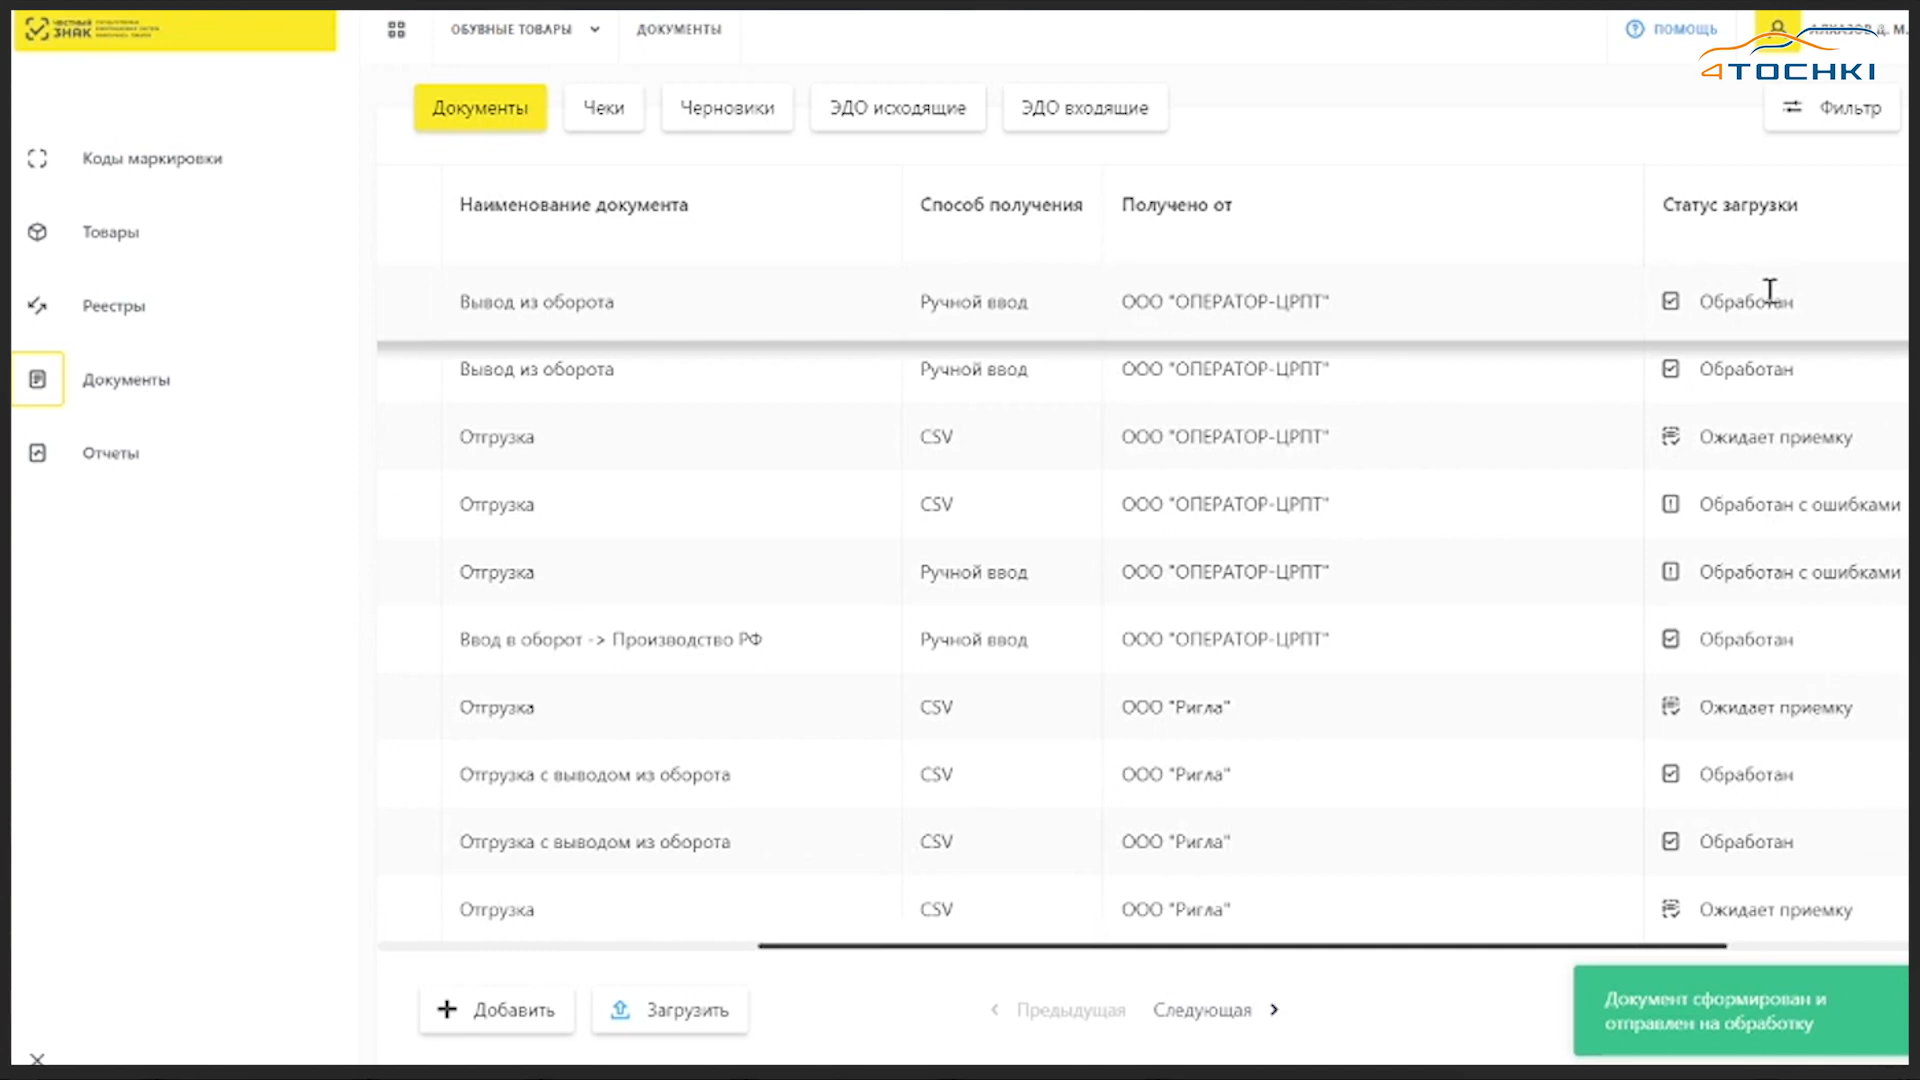 ЧЕСТНЫЙ
ЗНАК
ОБУВНЫЕ ТОВАРЫ
ДОКУМЕНТЫ
ПОМОЩЬ
АЛХАЗОВ Д. М.
4TOCHKI
Документы
Чеки
Черновики
ЭДО исходящие
ЭДО входящие
Фильтр
Коды маркировки
Товары
Реестры
Документы
Отчеты
Наименование документа Способ получения Получено от Статус загрузки
Вывод из оборота Ручной ввод ООО "ОПЕРАТОР-ЦРПТ" Обработан
Вывод из оборота Ручной ввод ООО "ОПЕРАТОР-ЦРПТ" Обработан
Отгрузка CSV ООО "ОПЕРАТОР-ЦРПТ" Ожидает приемку
Отгрузка CSV ООО "ОПЕРАТОР-ЦРПТ" Обработан с ошибками
Отгрузка Ручной ввод ООО "ОПЕРАТОР-ЦРПТ" Обработан с ошибками
Ввод в оборот -> Производство РФ Ручной ввод ООО "ОПЕРАТОР-ЦРПТ" Обработан
Отгрузка CSV ООО "Ригла" Ожидает приемку
Отгрузка с выводом из оборота CSV ООО "Ригла" Обработан
Отгрузка с выводом из оборота CSV ООО "Ригла" Обработан
Отгрузка CSV ООО "Ригла" Ожидает приемку
Добавить
Загрузить
Предыдущая
Следующая
Документ сформирован и
отправлен на обработку